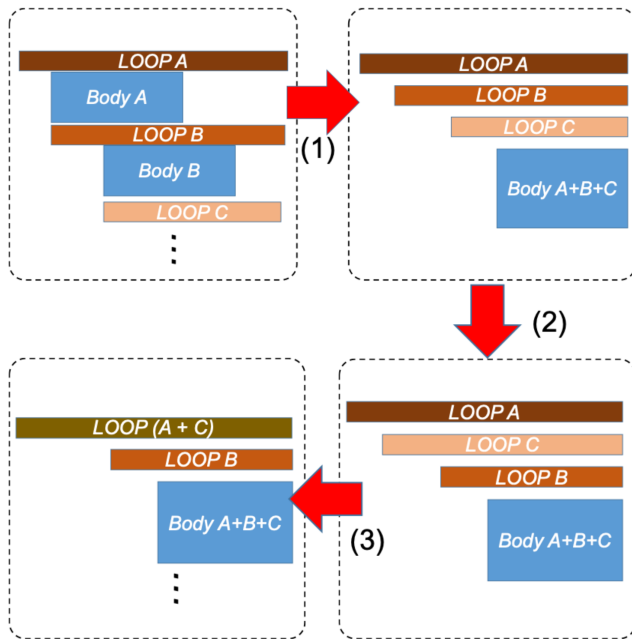 LOOP A
Body A
LOOP B
Body B
LOOP C
(1)
LOOP A
LOOP B
LOOP C
Body A+B+C
(2)
LOOP A
LOOP C
LOOP B
Body A+B+C
(3)
LOOP (A + C)
LOOP B
Body A+B+C